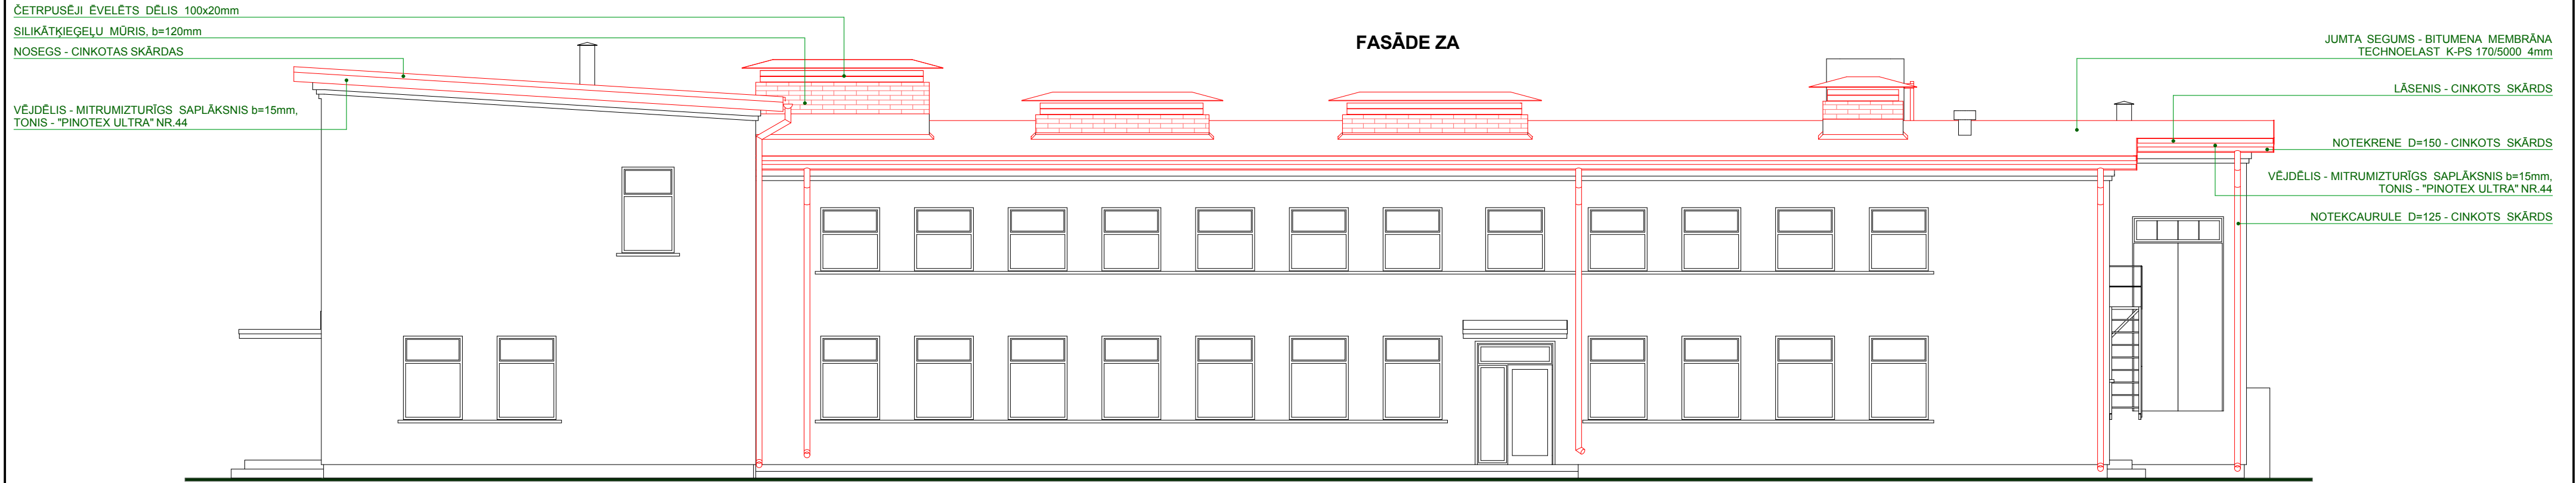 ČETRPUSĒJI ĒVELĒTS DĒLIS 100x20mm
SILIKĀTĶIEĢEĻU MŪRIS, b=120mm
NOSEGS - CINKOTAS SKĀRDAS
VĒJDĒLIS - MITRUMIZTURĪGS SAPLĀKSNIS b=15mm,
TONIS - "PINOTEX ULTRA" NR.44
FASĀDE ZA
JUMTA SEGUMS - BITUMENA MEMBRĀNA
TECHNOELAST K-PS 170/5000 4mm
LĀSENIS - CINKOTS SKĀRDS
NOTEKRENE D=150 - CINKOTS SKĀRDS
VĒJDĒLIS - MITRUMIZTURĪGS SAPLĀKSNIS b=15mm,
TONIS - "PINOTEX ULTRA" NR.44
NOTEKCAURULE D=125 - CINKOTS SKĀRDS